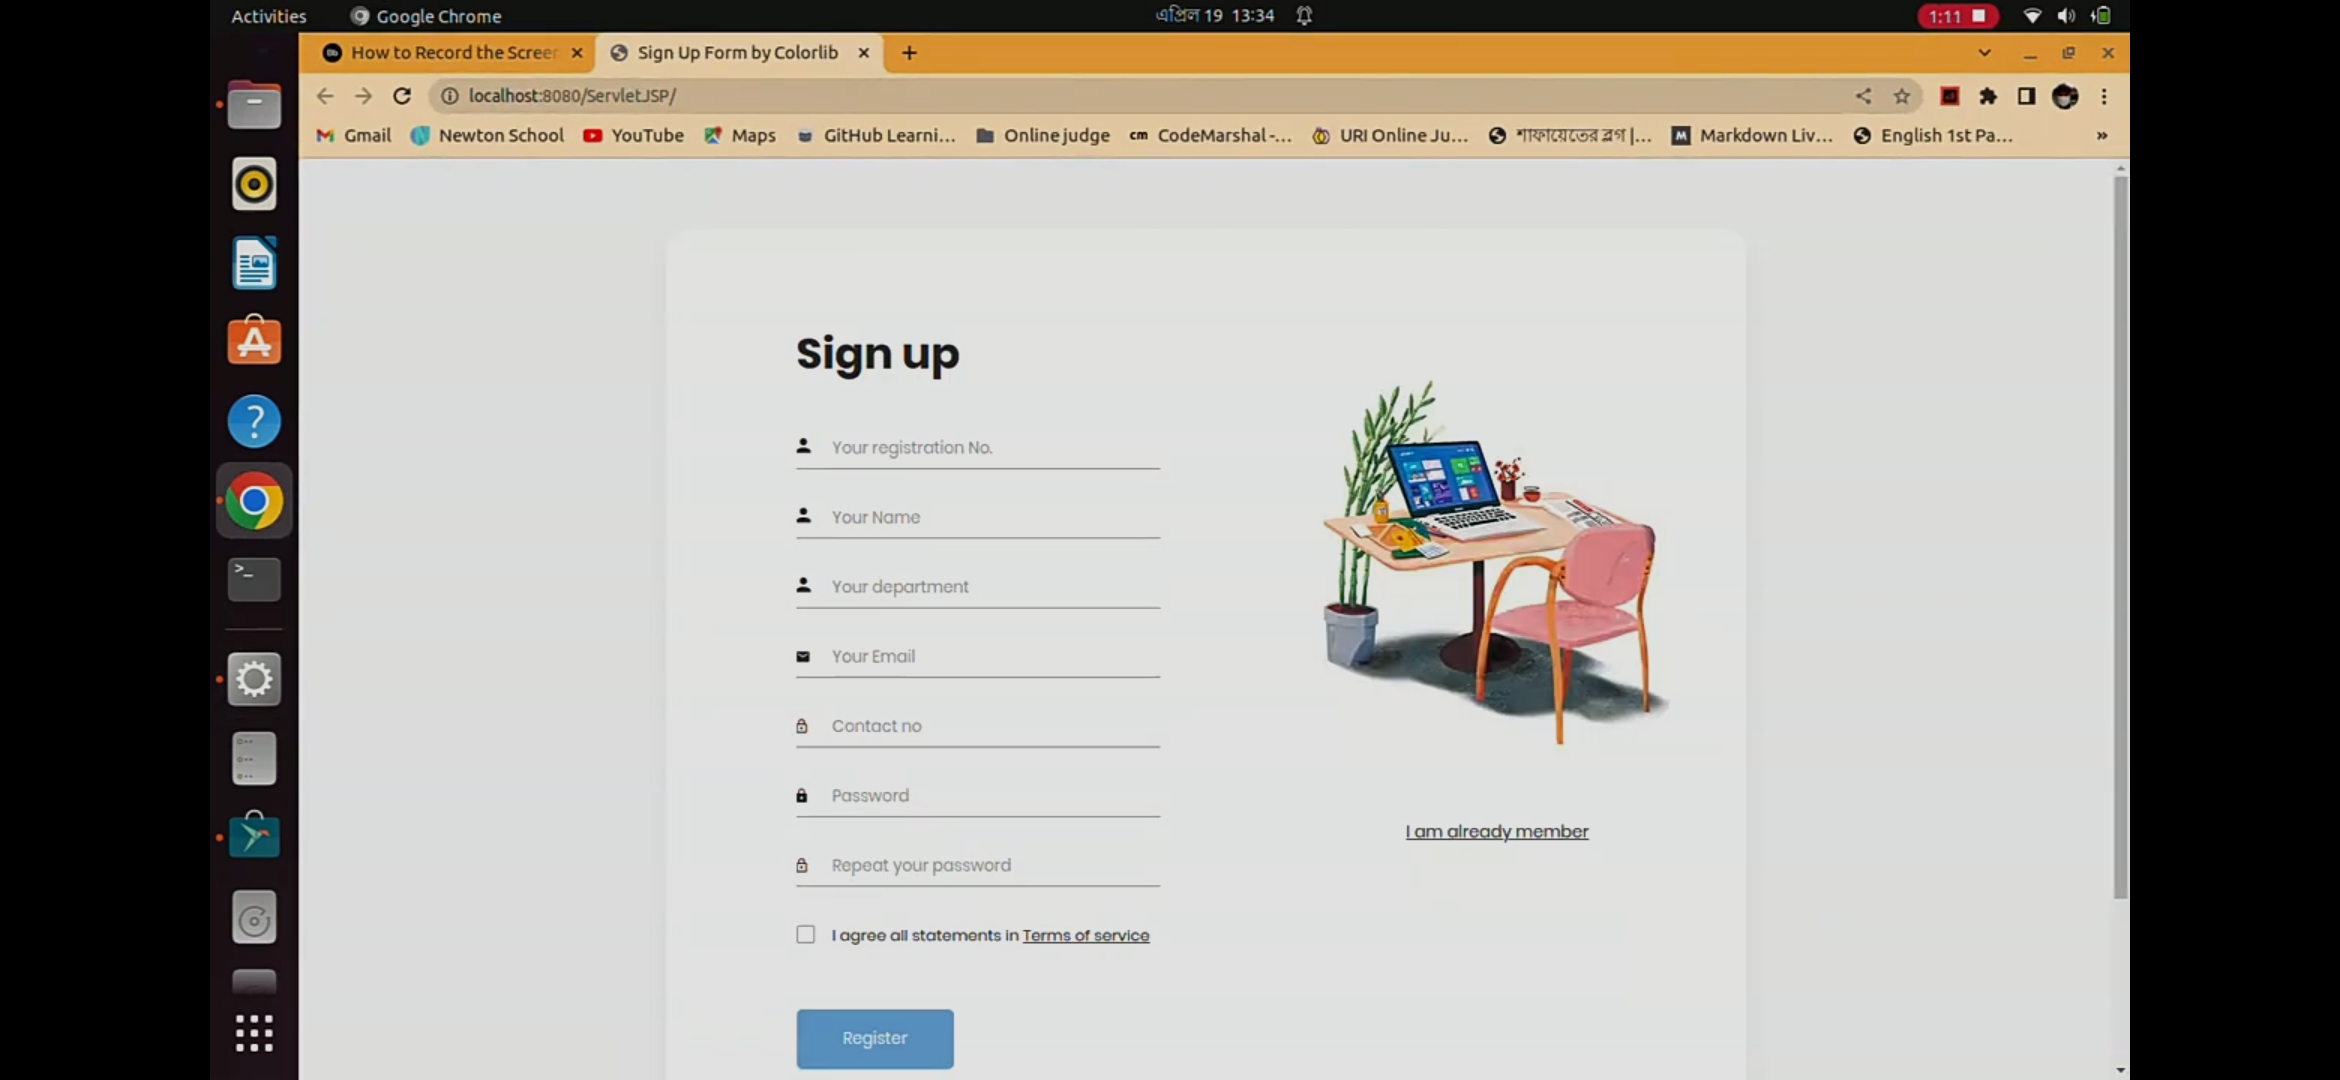 Activities Google Chrome এপ্রিল 19 13:34 1:11
How to Record the Screen Sign Up Form by Colorlib
localhost:8080/ServletJSP/
Gmail Newton School YouTube Maps GitHub Learni... Online judge cm CodeMarshal -... URI Online Ju... শাফায়েতের ব্লগ |... M Markdown Liv... English 1st Pa... »
Sign up
Your registration No.
Your Name
Your department
Your Email
Contact no
Password
I am already member
Repeat your password
I agree all statements in Terms of service
Register